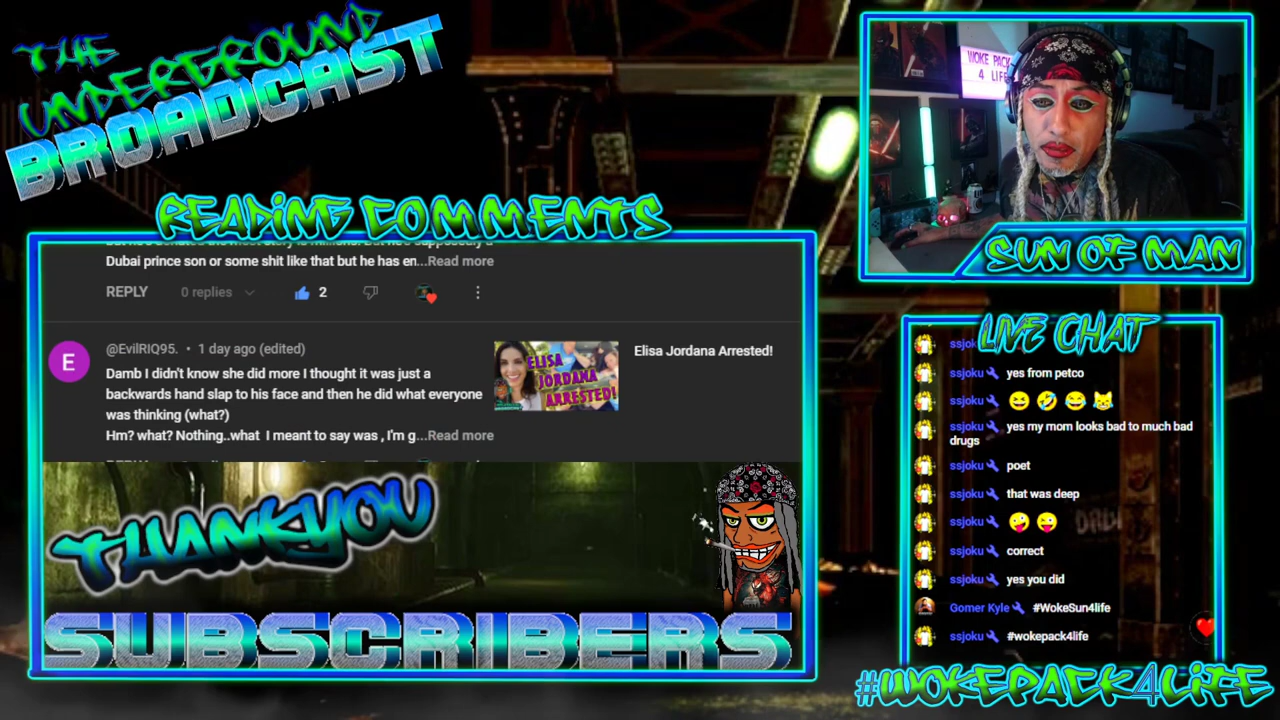 THE
UNDERGROUND
BROADCAST
READING COMMENTS
Dubai prince son or some shit like that but he has en...Read more
REPLY 0 replies 2
E
@EvilRIQ95. • 1 day ago (edited)
Damb I didn't know she did more I thought it was just a
backwards hand slap to his face and then he did what everyone
was thinking (what?)
Hm? what? Nothing..what I meant to say was , I'm g...Read more
ELISA
JORDANA
ARRESTED!
Elisa Jordana Arrested!
THANKYOU
SUBSCRIBERS
WOKE PACK
4 LIFE
SUN OF MAN
LIVE CHAT
ssjoku yes from petco
ssjoku 😆 🤣 😂 😹
ssjoku yes my mom looks bad to much bad
drugs
ssjoku poet
ssjoku that was deep
ssjoku 🤪 😜
ssjoku correct
ssjoku yes you did
Gomer Kyle #WokeSun4life
ssjoku #wokepack4life
#WOKEPACK4LIFE